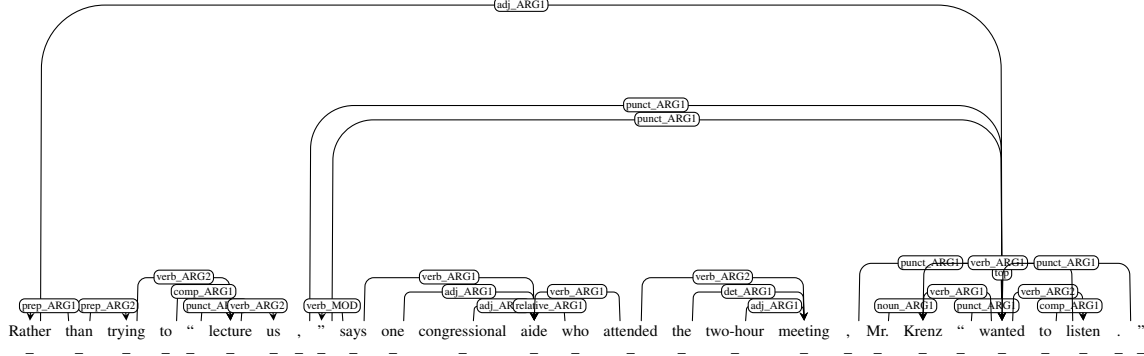 adj_ARG1
punct_ARG1
punct_ARG1
punct_ARG1 verb_ARG1 punct_ARG1
top
verb_ARG2 verb_ARG1 verb_ARG2
comp_ARG1 adj_ARG1 verb_ARG1 det_ARG1 verb_ARG1 verb_ARG2
prep_ARG1 prep_ARG2 verb_ARG2 verb_MOD relative_ARG1 adj_ARG1 noun_ARG1 punct_ARG1 comp_ARG1
Rather than trying to “ lecture us , ” says one congressional aide who attended the two-hour meeting , Mr. Krenz “ wanted to listen . ”